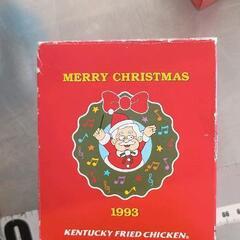 MERRY CHRISTMAS
1993
KENTUCKY FRIED CHICKEN®